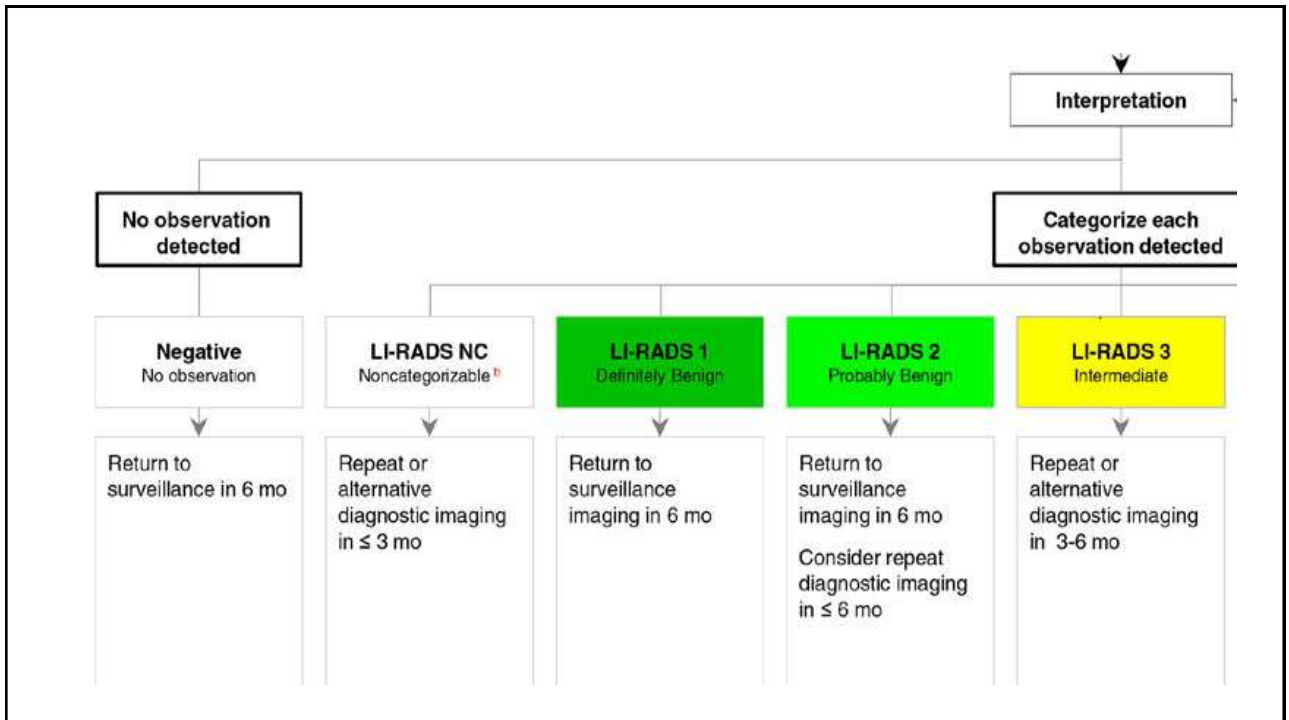 Interpretation
No observation
detected
Categorize each
observation detected
Negative
No observation
LI-RADS NC
Noncategorizable b
LI-RADS 1
Definitely Benign
LI-RADS 2
Probably Benign
LI-RADS 3
Intermediate
Return to
surveillance in 6 mo
Repeat or
alternative
diagnostic imaging
in ≤ 3 mo
Return to
surveillance
imaging in 6 mo
Return to
surveillance
imaging in 6 mo
Consider repeat
diagnostic imaging
in ≤ 6 mo
Repeat or
alternative
diagnostic imaging
in 3-6 mo